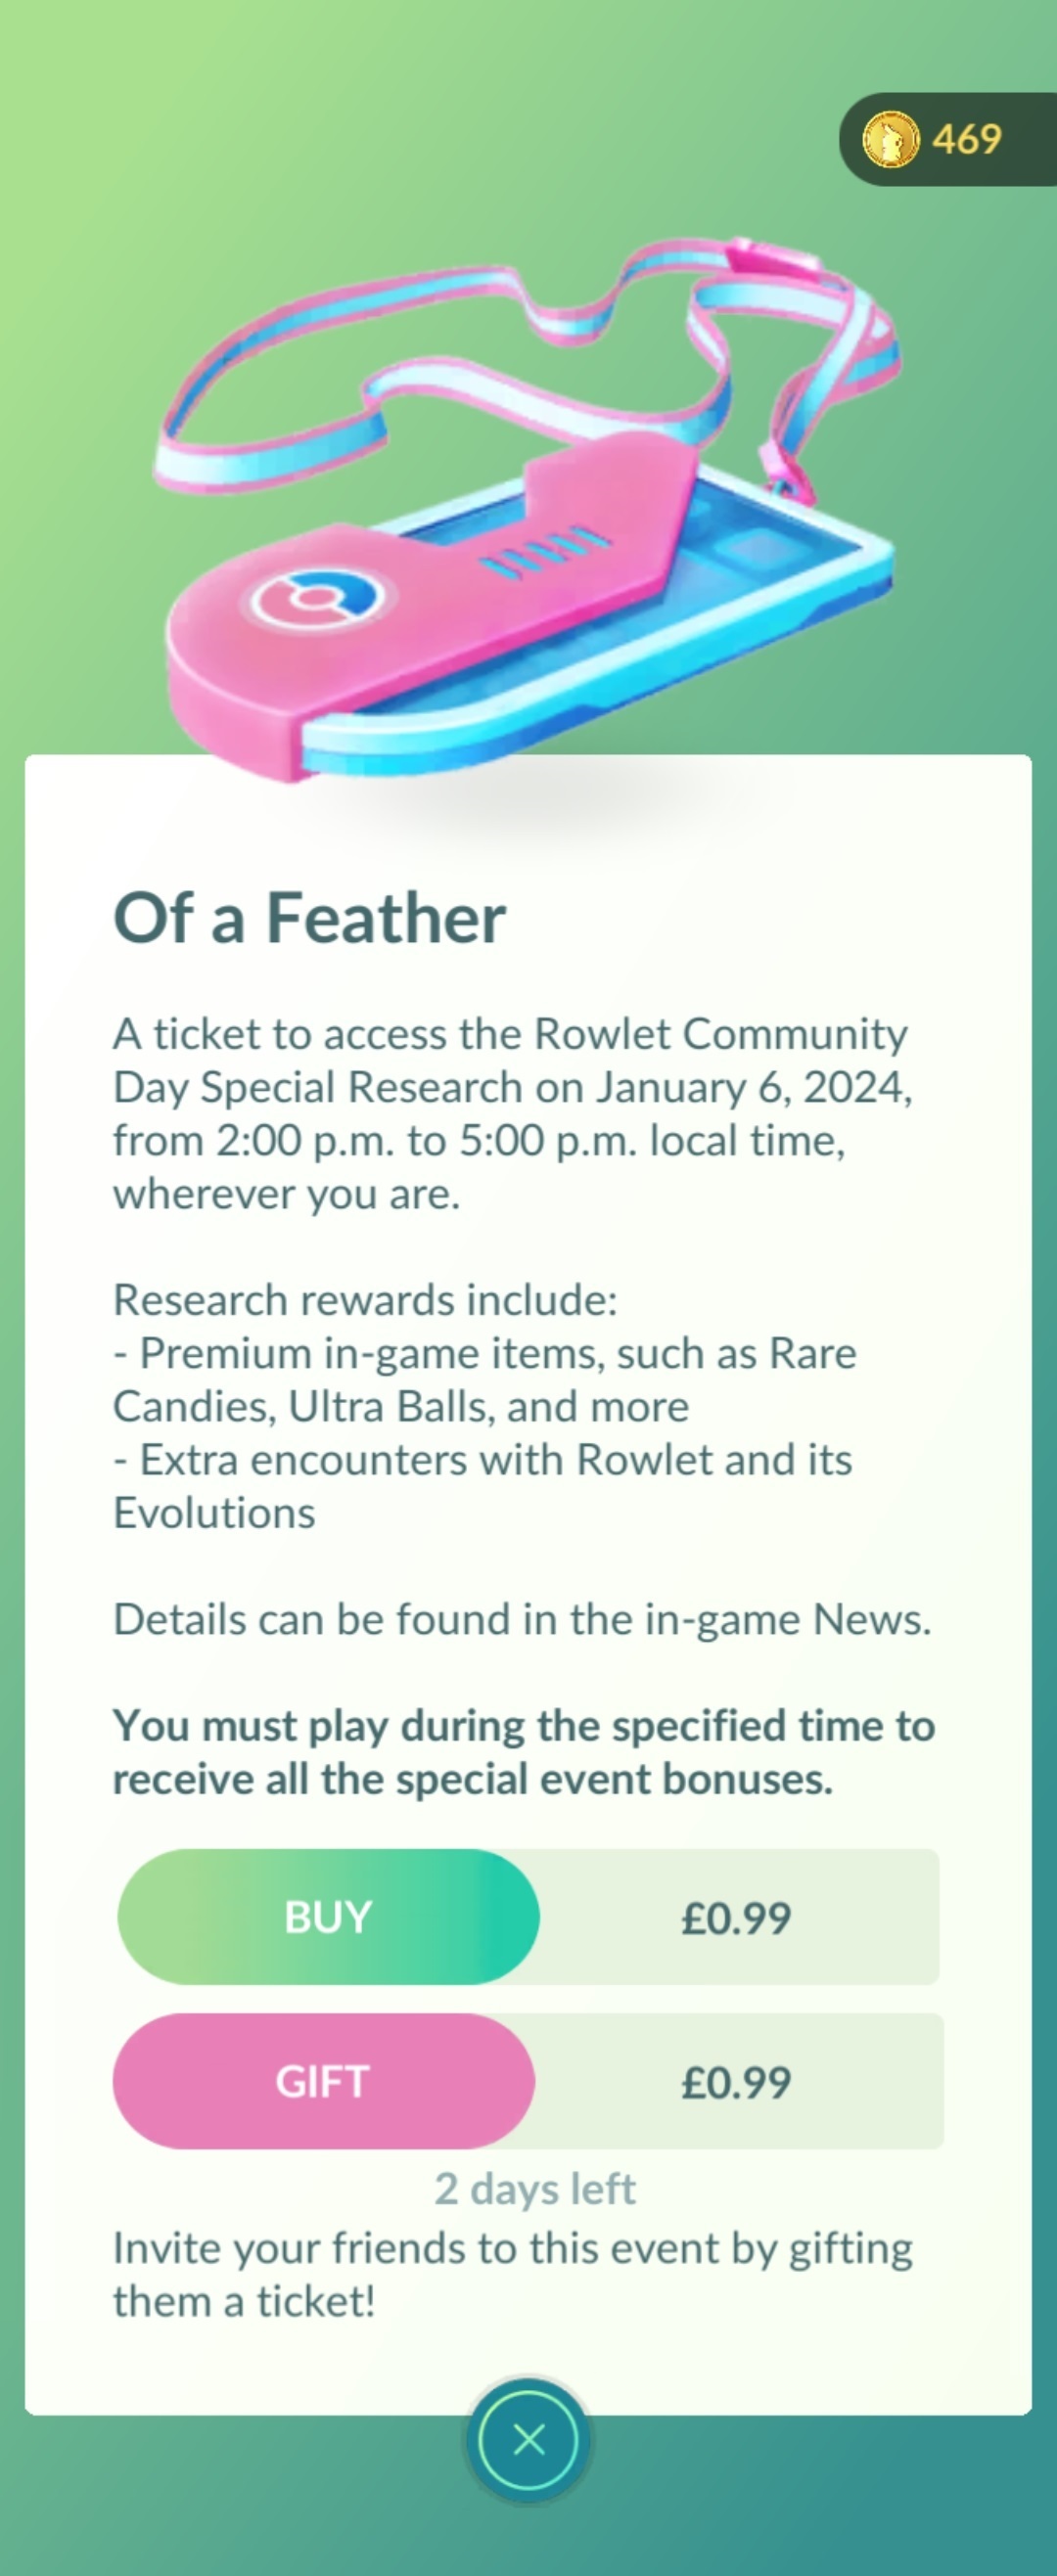 469
Of a Feather
A ticket to access the Rowlet Community
Day Special Research on January 6, 2024,
from 2:00 p.m. to 5:00 p.m. local time,
wherever you are.
Research rewards include:
- Premium in-game items, such as Rare
Candies, Ultra Balls, and more
- Extra encounters with Rowlet and its
Evolutions
Details can be found in the in-game News.
You must play during the specified time to
receive all the special event bonuses.
BUY £0.99
GIFT £0.99
2 days left
Invite your friends to this event by gifting
them a ticket!